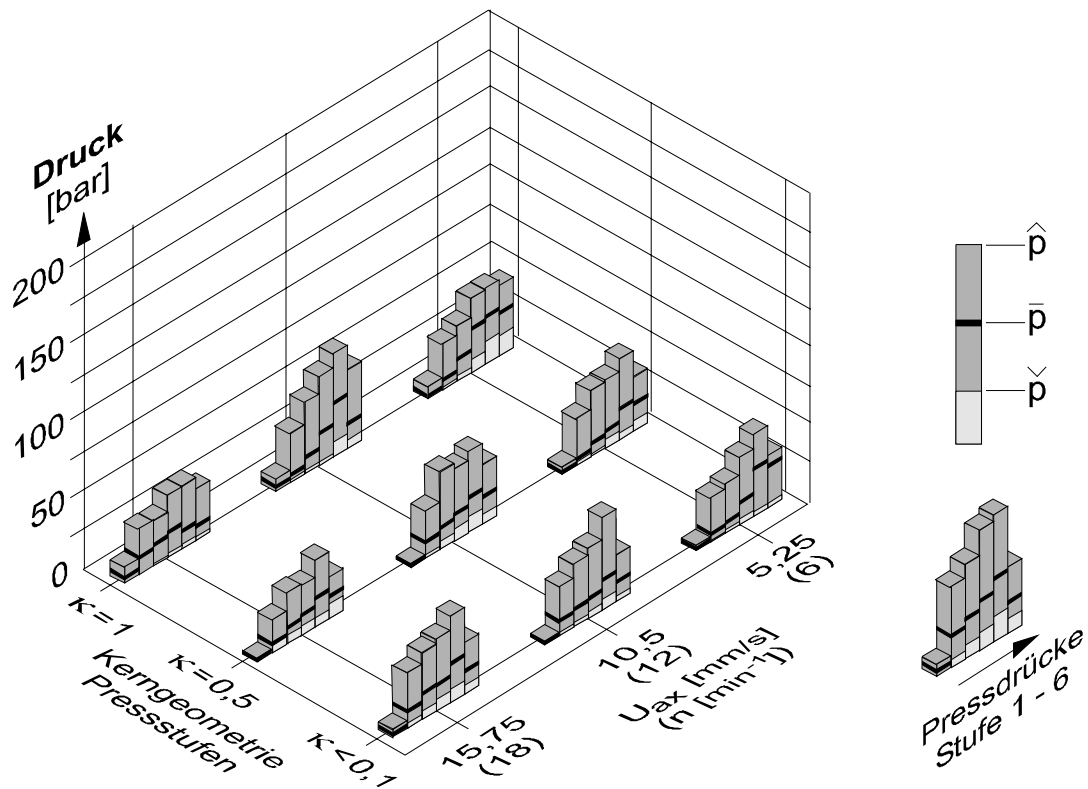 Druck
[bar]
200
150
100
50
0
κ=1
κ=0,5
κ<0,1
Kerngeometrie
Pressstufen
15,75
(18)
10,5
(12)
5,25
(6)
Uax [mm/s]
(n [min⁻¹])
p̂
p̄
p̌
Pressdrücke
Stufe 1 - 6